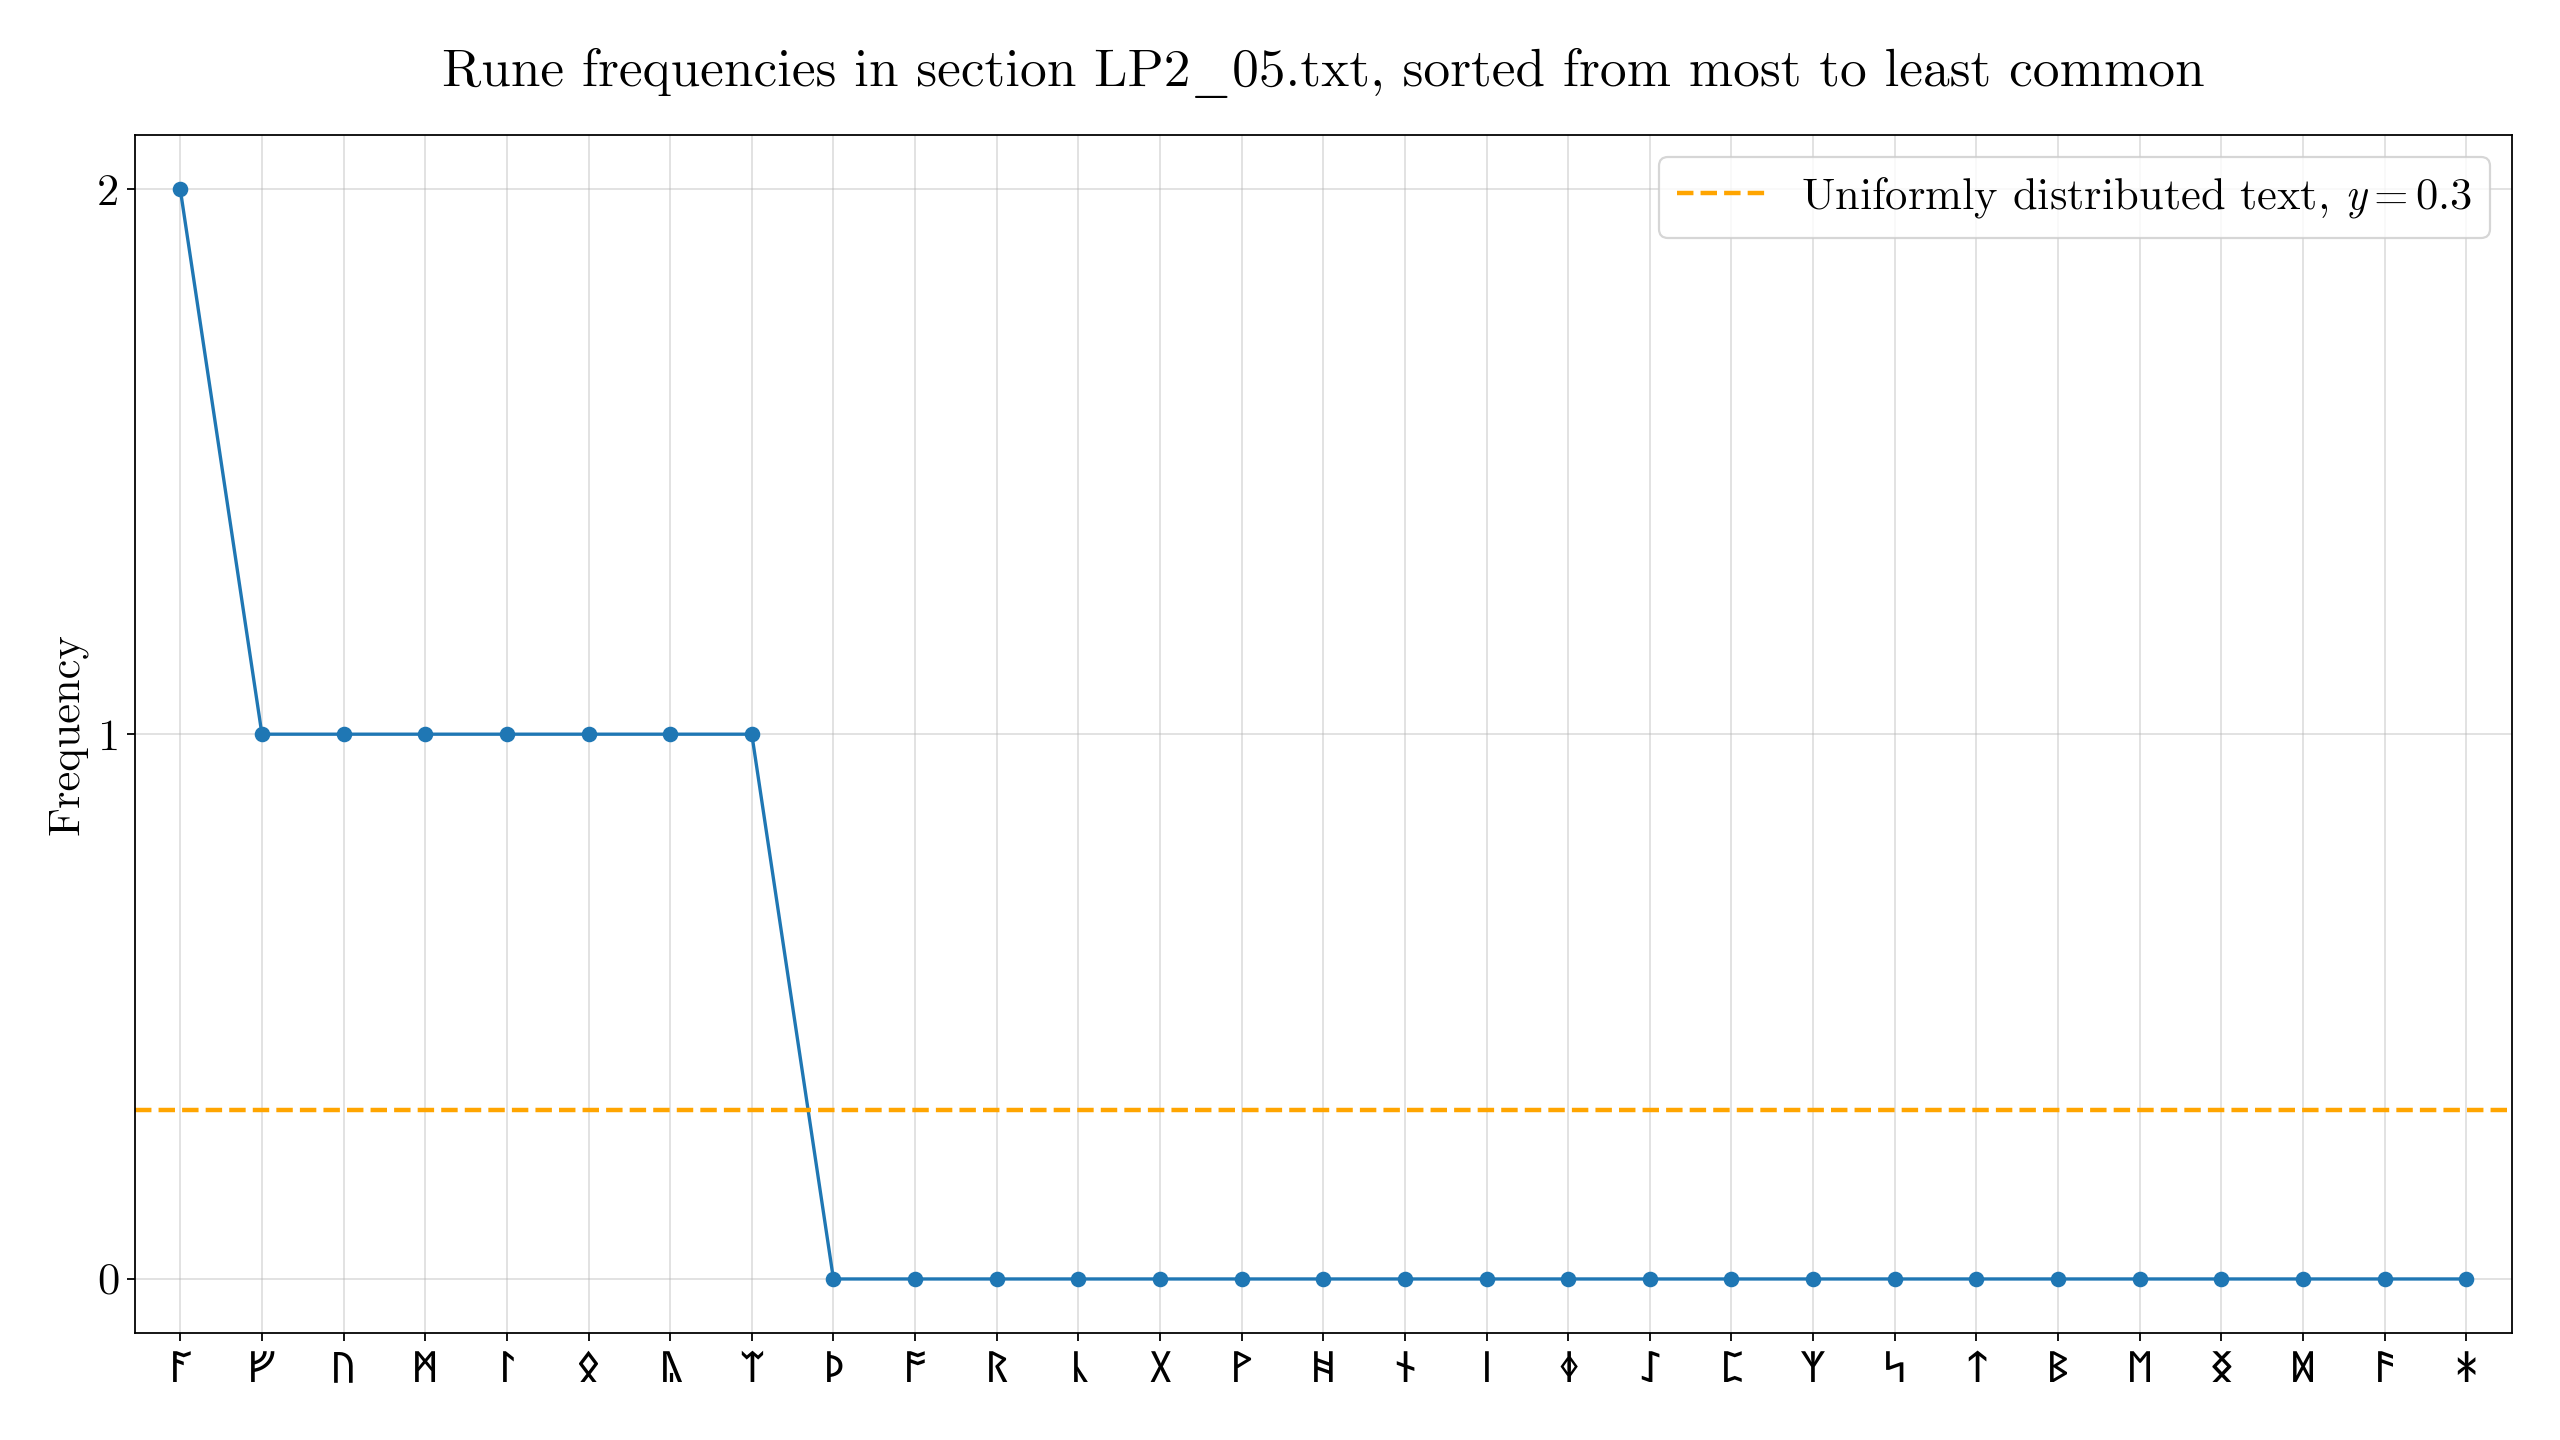 Rune frequencies in section LP2_05.txt, sorted from most to least common
Uniformly distributed text, y = 0.3
Frequency
2
1
0
ᚪ ᚠ ᚢ ᛗ ᛚ ᛟ ᚣ ᛠ ᚦ ᚩ ᚱ ᚳ ᚷ ᚹ ᚻ ᚾ ᛁ ᛄ ᛇ ᛈ ᛉ ᛋ ᛏ ᛒ ᛖ ᛝ ᛞ ᚫ ᛡ